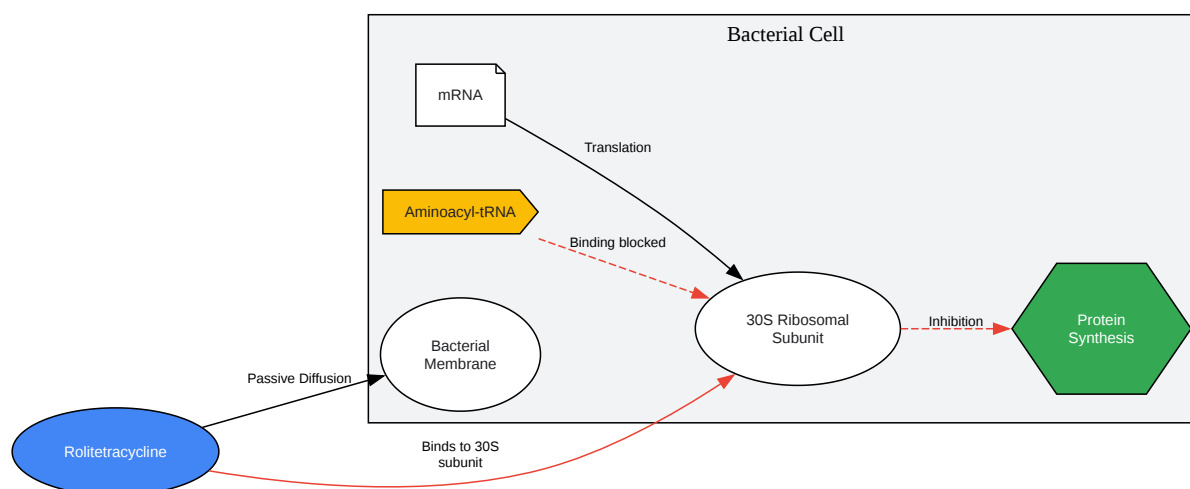 Bacterial Cell
mRNA
Translation
Aminoacyl-tRNA
Binding blocked
30S Ribosomal
Subunit
Inhibition
Protein
Synthesis
Bacterial
Membrane
Passive Diffusion
Rolitetracycline
Binds to 30S
subunit